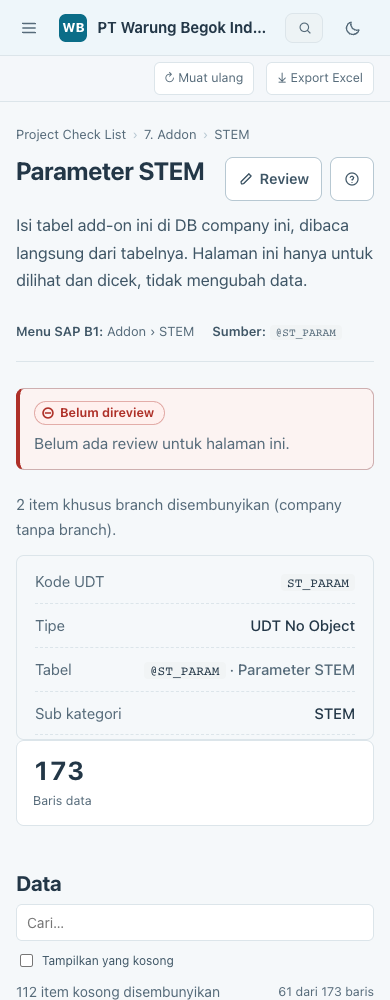 WB PT Warung Begok Ind...
↻ Muat ulang
Export Excel
Project Check List › 7. Addon › STEM
Parameter STEM
Review
Isi tabel add-on ini di DB company ini, dibaca
langsung dari tabelnya. Halaman ini hanya untuk
dilihat dan dicek, tidak mengubah data.
Menu SAP B1: Addon › STEM Sumber: @ST_PARAM
Belum direview
Belum ada review untuk halaman ini.
2 item khusus branch disembunyikan (company
tanpa branch).
Kode UDT ST_PARAM
Tipe UDT No Object
Tabel @ST_PARAM · Parameter STEM
Sub kategori STEM
173
Baris data
Data
Cari...
Tampilkan yang kosong
112 item kosong disembunyikan 61 dari 173 baris